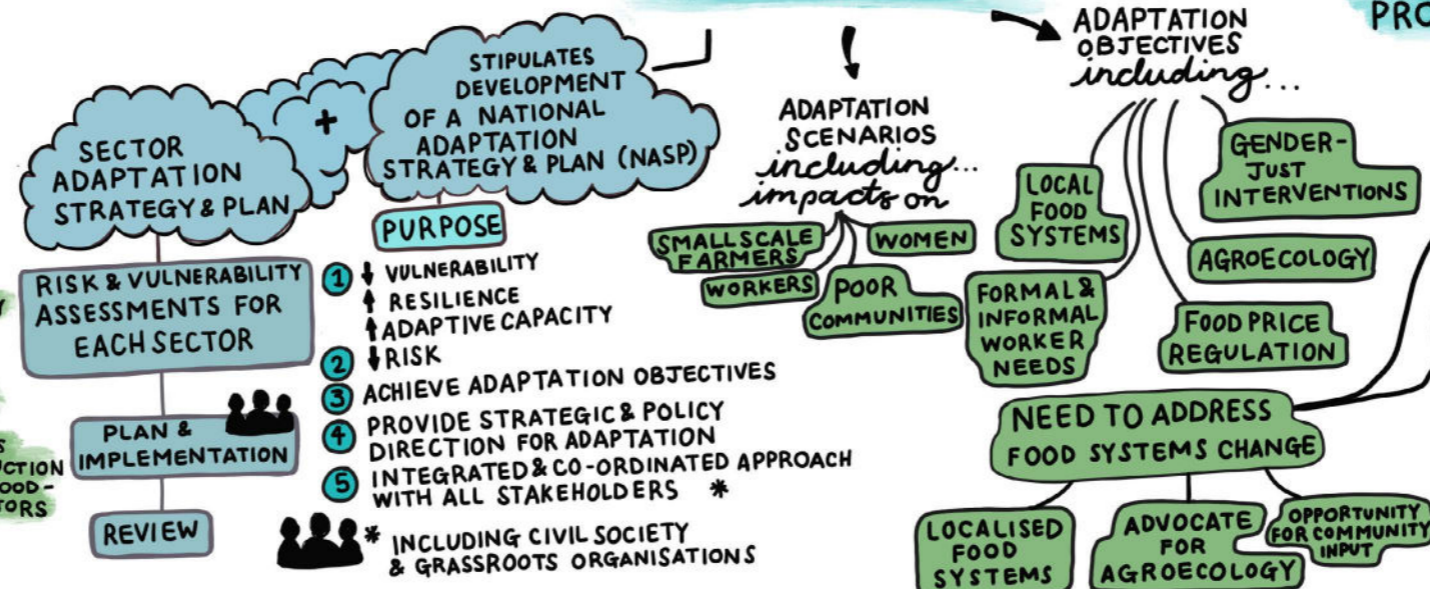 STIPULATES
DEVELOPMENT
OF A NATIONAL
ADAPTATION
STRATEGY & PLAN (NASP)
+
SECTOR
ADAPTATION
STRATEGY & PLAN
RISK & VULNERABILITY
ASSESSMENTS FOR
EACH SECTOR
PLAN &
IMPLEMENTATION
REVIEW
PURPOSE
1 ↓ VULNERABILITY
↑ RESILIENCE
↑ ADAPTIVE CAPACITY
2 ↓ RISK
3 ACHIEVE ADAPTATION OBJECTIVES
4 PROVIDE STRATEGIC & POLICY
DIRECTION FOR ADAPTATION
5 INTEGRATED & CO-ORDINATED APPROACH
WITH ALL STAKEHOLDERS *
* INCLUDING CIVIL SOCIETY
& GRASSROOTS ORGANISATIONS
ADAPTATION
SCENARIOS
including...
impacts on
SMALL SCALE
FARMERS
WORKERS
POOR
COMMUNITIES
WOMEN
ADAPTATION
OBJECTIVES
including...
LOCAL
FOOD
SYSTEMS
FORMAL &
INFORMAL
WORKER
NEEDS
GENDER-
JUST
INTERVENTIONS
AGROECOLOGY
FOOD PRICE
REGULATION
NEED TO ADDRESS
FOOD SYSTEMS CHANGE
LOCALISED
FOOD
SYSTEMS
ADVOCATE
FOR
AGROECOLOGY
OPPORTUNITY
FOR COMMUNITY
INPUT